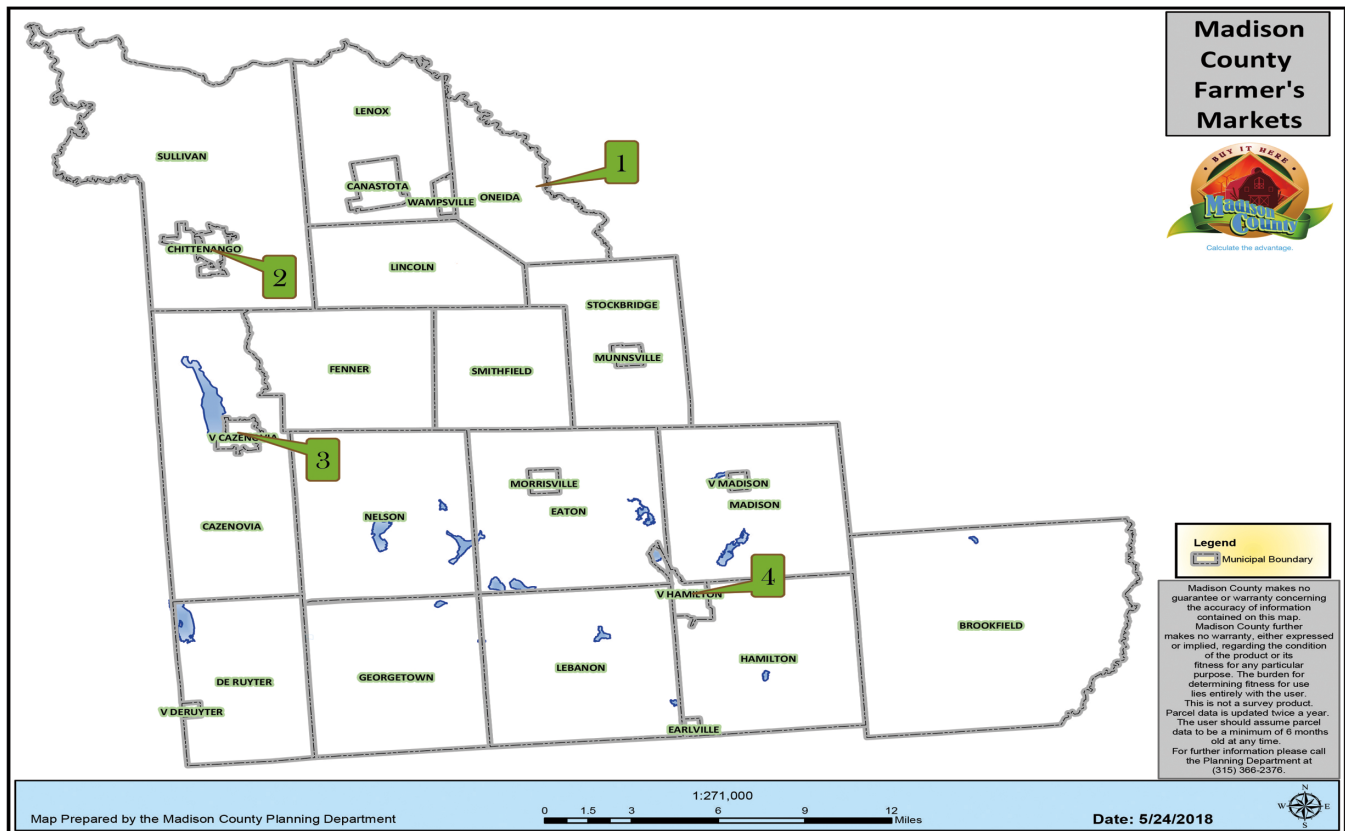 Madison
County
Farmer's
Markets
• BUY IT HERE •
Madison
County
Calculate the advantage.
LENOX
SULLIVAN
1
CANASTOTA
WAMPSVILLE
ONEIDA
CHITTENANGO
2
LINCOLN
STOCKBRIDGE
MUNNSVILLE
FENNER
SMITHFIELD
V CAZENOVIA
3
MORRISVILLE
V MADISON
EATON
MADISON
NELSON
CAZENOVIA
4
V HAMILTON
BROOKFIELD
HAMILTON
LEBANON
GEORGETOWN
DE RUYTER
V DERUYTER
EARLVILLE
Legend
Municipal Boundary
Madison County makes no
guarantee or warranty concerning
the accuracy of information
contained on this map.
Madison County further
makes no warranty, either expressed
or implied, regarding the condition
of the product or its
fitness for any particular
purpose. The burden for
determining fitness for use
lies entirely with the user.
This is not a survey product.
Parcel data is updated twice a year.
The user should assume parcel
data to be a minimum of 6 months
old at any time.
For further information please call
the Planning Department at
(315) 366-2376.
Map Prepared by the Madison County Planning Department
1:271,000
0 1.5 3 6 9 12
Miles
Date: 5/24/2018
N
W E
S